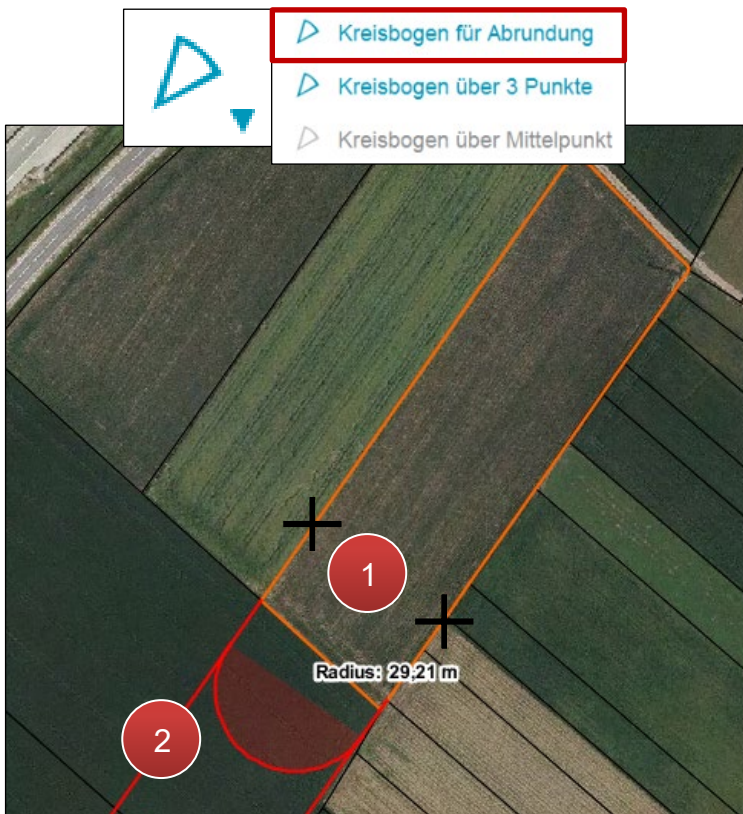 Kreisbogen für Abrundung
Kreisbogen über 3 Punkte
Kreisbogen über Mittelpunkt
1
Radius: 29,21 m
2